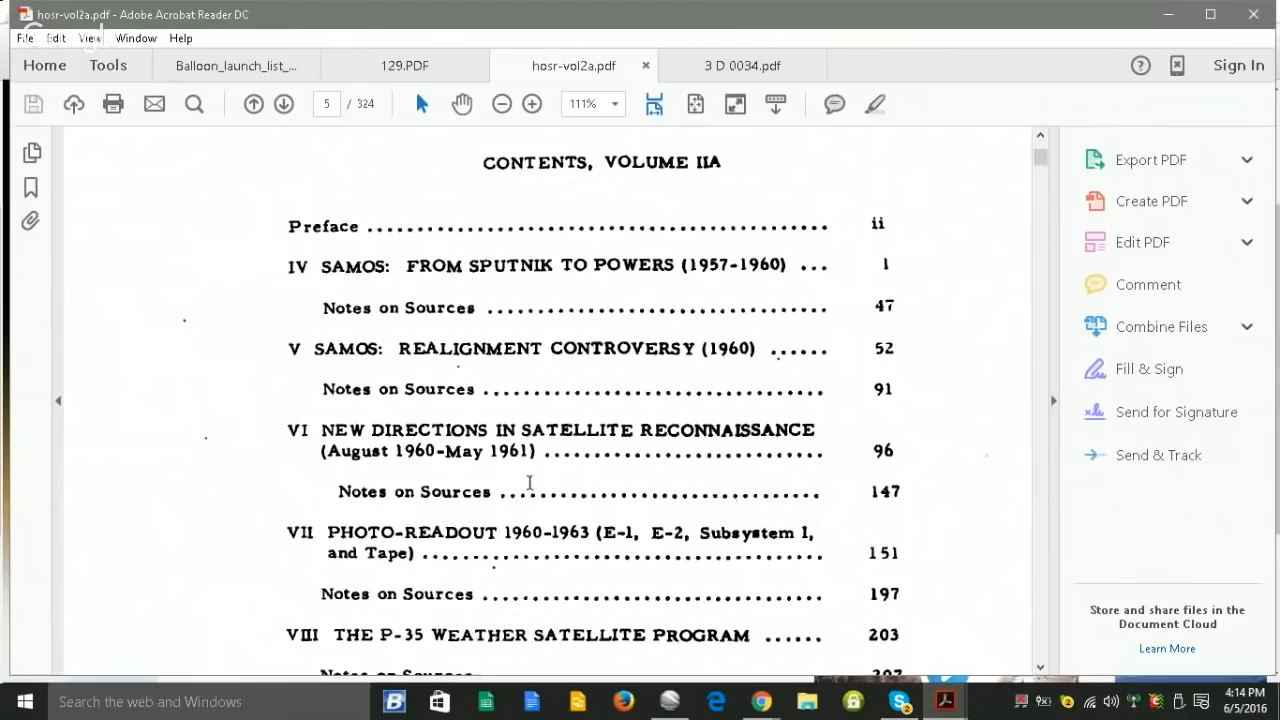 hosr-vol2a.pdf - Adobe Acrobat Reader DC
Google
File Edit View Window Help
Home Tools Balloon_launch_list_... 129.PDF hosr-vol2a.pdf × 3 D 0034.pdf Sign In
5 / 324 111%
CONTENTS, VOLUME IIA
Preface ................................................ ii
IV SAMOS: FROM SPUTNIK TO POWERS (1957-1960) ... 1
Notes on Sources ................................... 47
V SAMOS: REALIGNMENT CONTROVERSY (1960) ...... 52
Notes on Sources ................................... 91
VI NEW DIRECTIONS IN SATELLITE RECONNAISSANCE
(August 1960-May 1961) ............................. 96
Notes on Sources ................................. 147
VII PHOTO-READOUT 1960-1963 (E-1, E-2, Subsystem I,
and Tape) ......................................... 151
Notes on Sources ................................... 197
VIII THE P-35 WEATHER SATELLITE PROGRAM ...... 203
Notes on Sources
Export PDF
Create PDF
Edit PDF
Comment
Combine Files
Fill & Sign
Send for Signature
Send & Track
Store and share files in the
Document Cloud
Learn More
Search the web and Windows
4:14 PM
6/5/2016